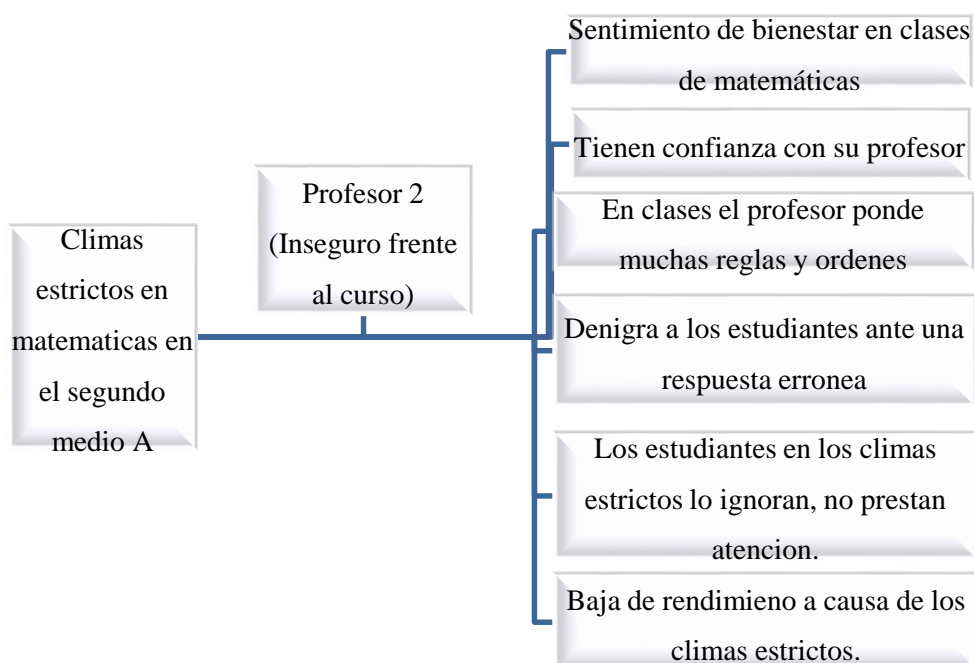 Climas
estrictos en
matematicas en
el segundo
medio A
Profesor 2
(Inseguro frente
al curso)
Sentimiento de bienestar en clases
de matemáticas
Tienen confianza con su profesor
En clases el profesor ponde
muchas reglas y ordenes
Denigra a los estudiantes ante una
respuesta erronea
Los estudiantes en los climas
estrictos lo ignoran, no prestan
atencion.
Baja de rendimieno a causa de los
climas estrictos.